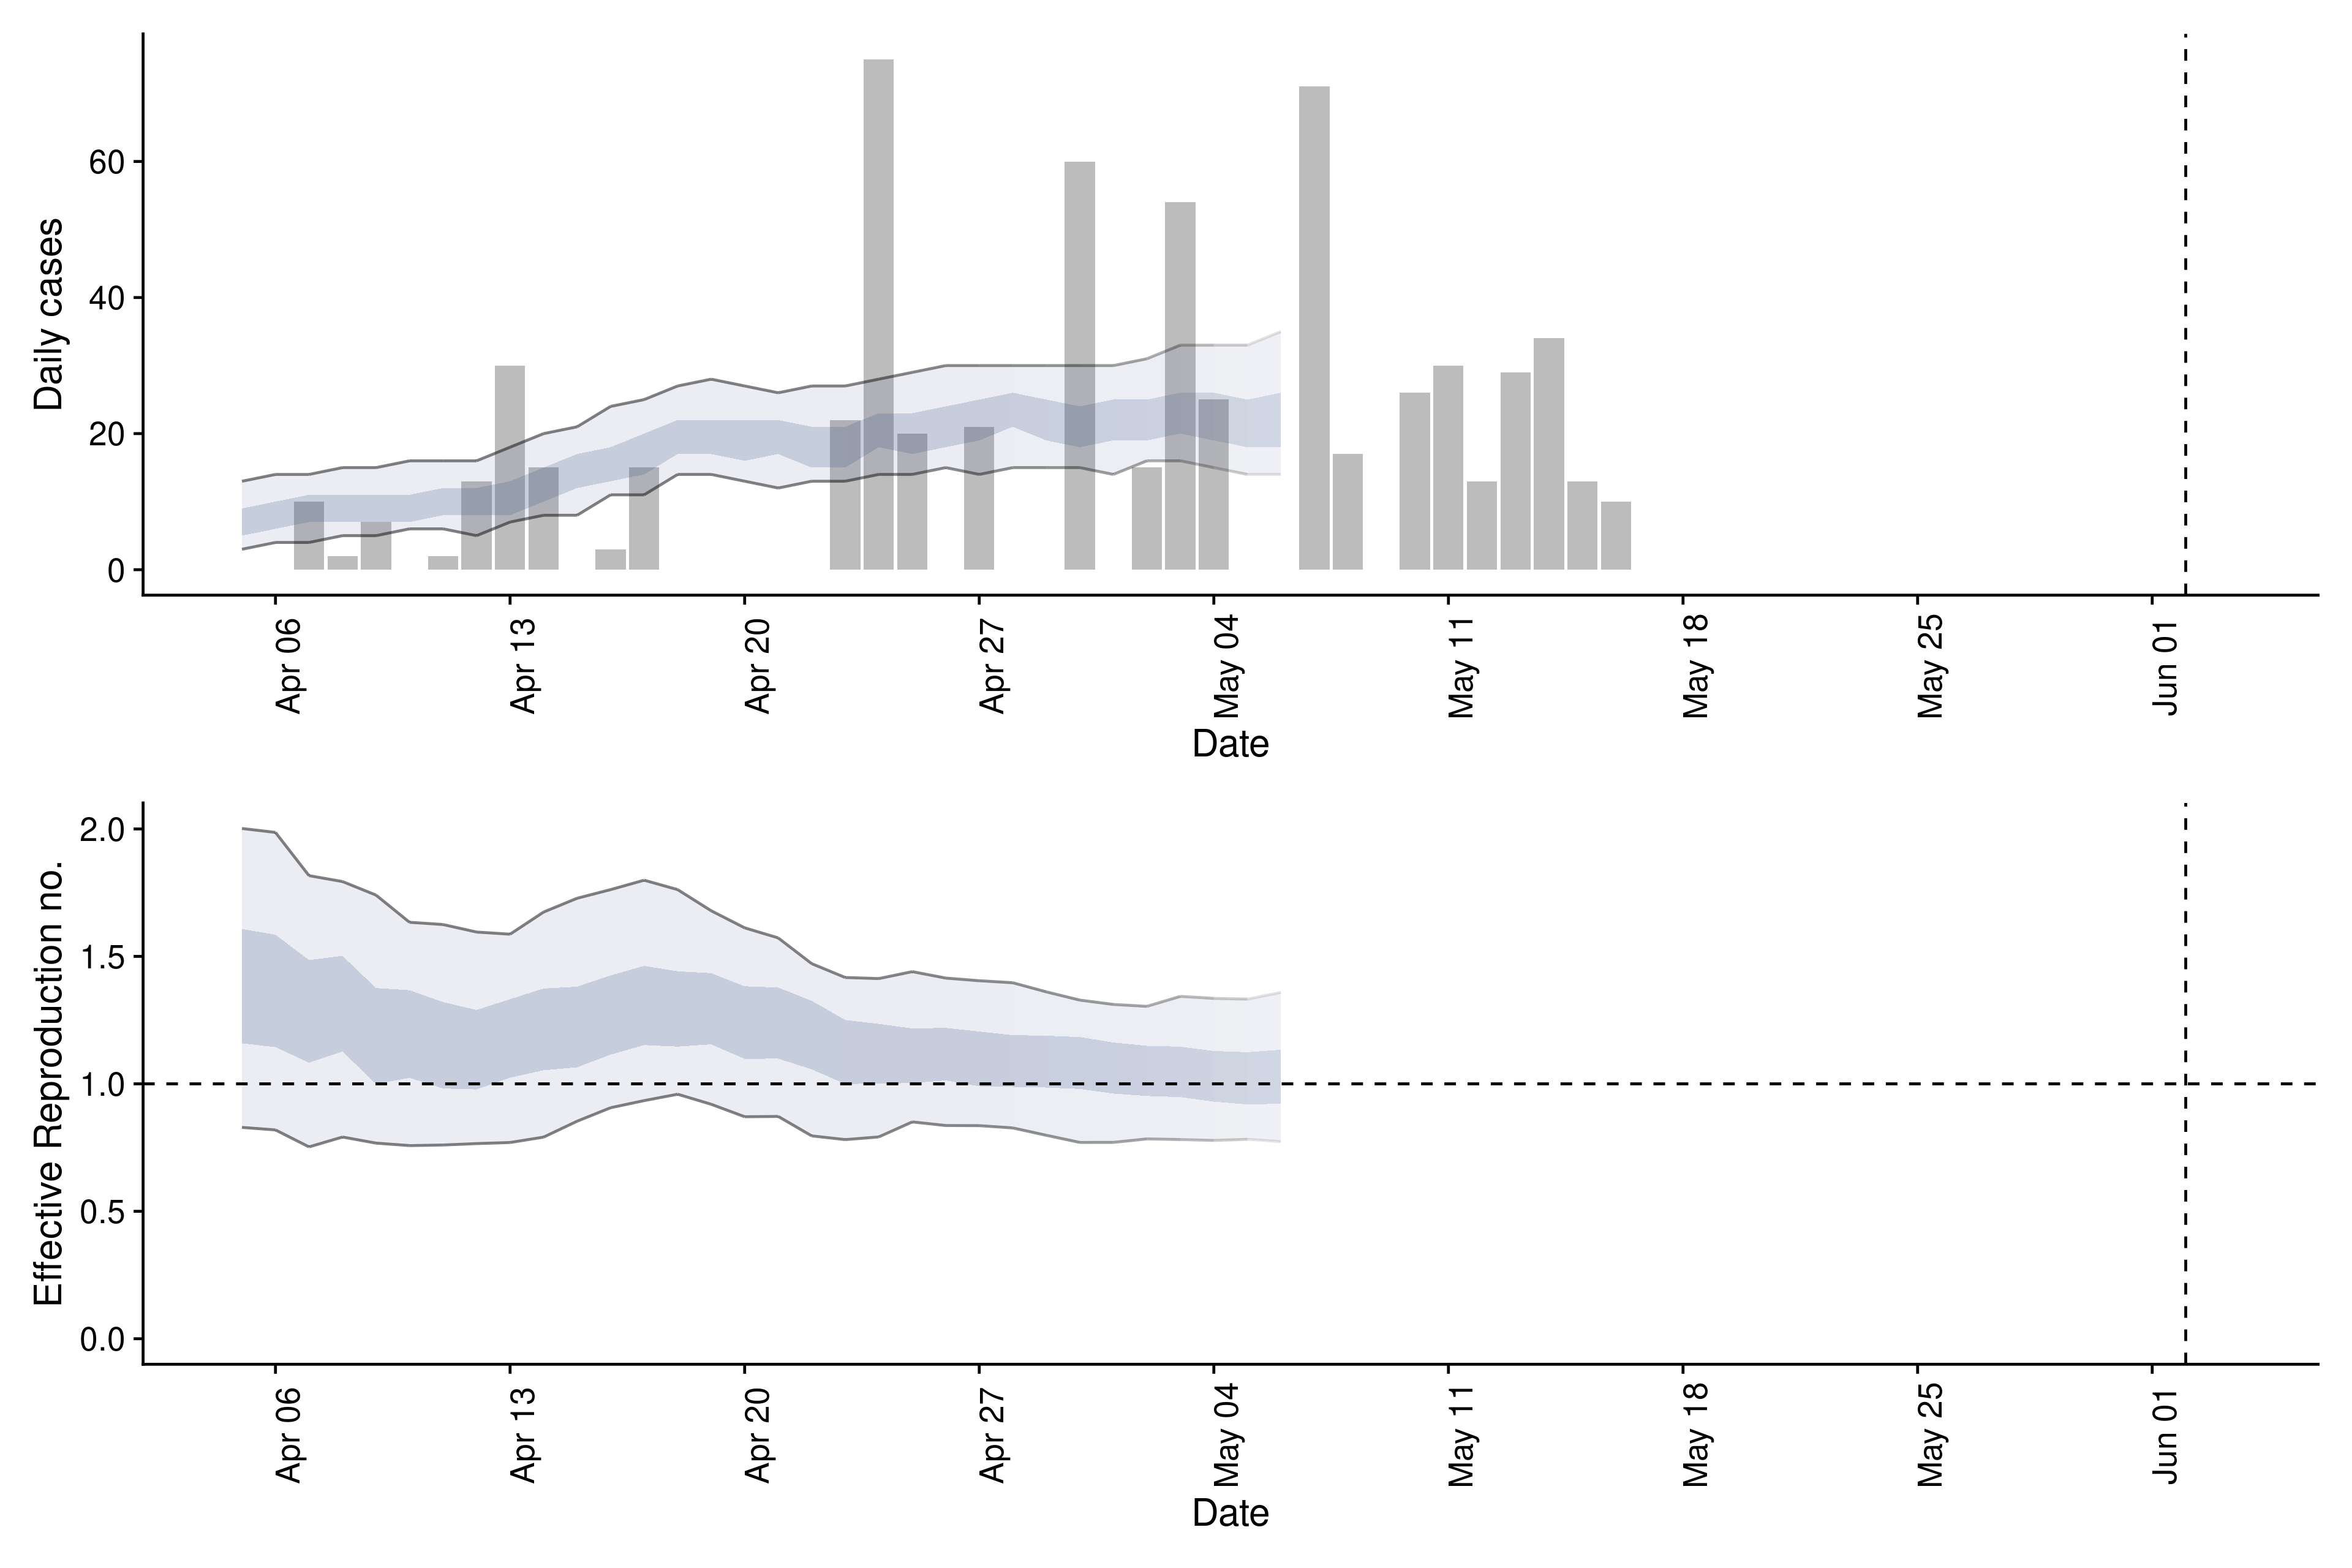 Daily cases
60
40
20
0
Apr 06
Apr 13
Apr 20
Apr 27
May 04
May 11
May 18
May 25
Jun 01
Date
Effective Reproduction no.
2.0
1.5
1.0
0.5
0.0
Apr 06
Apr 13
Apr 20
Apr 27
May 04
May 11
May 18
May 25
Jun 01
Date